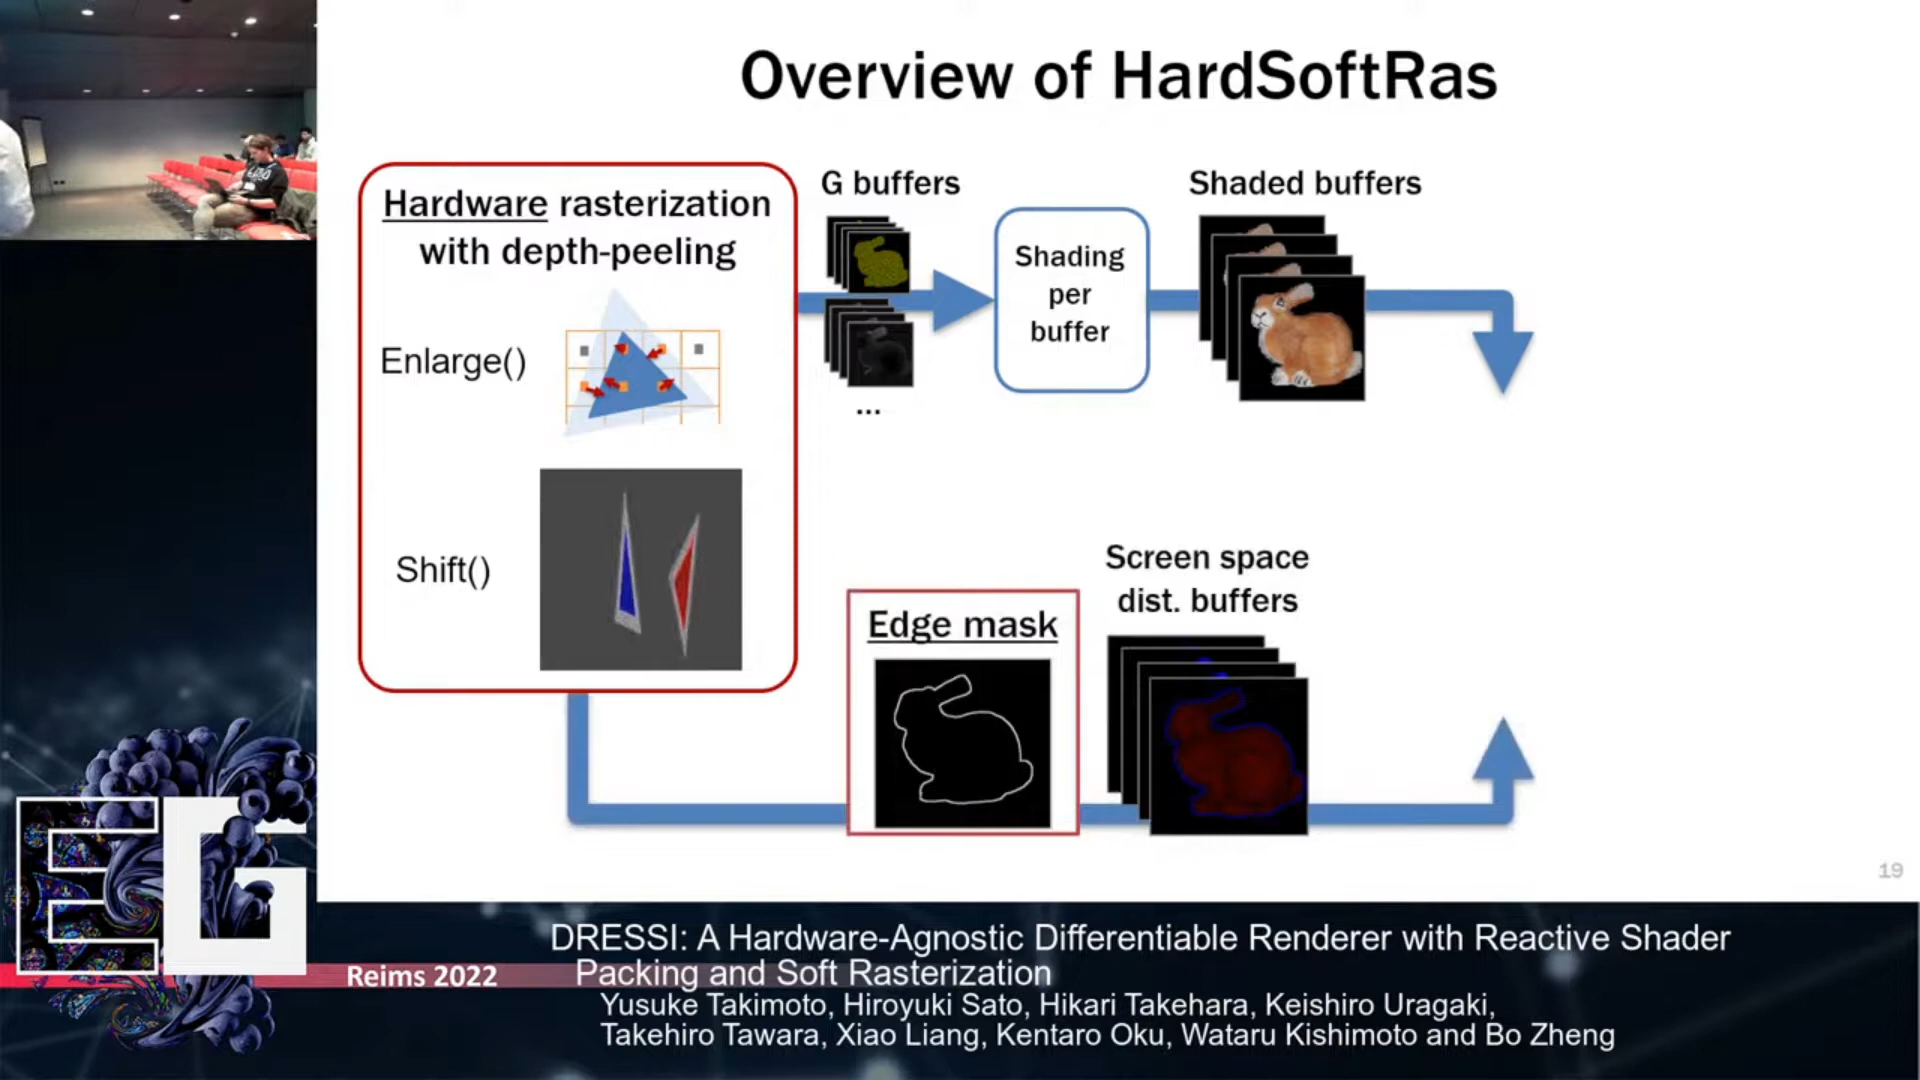 Overview of HardSoftRas
Hardware rasterization
with depth-peeling
Enlarge()
Shift()
G buffers
...
Shading
per
buffer
Shaded buffers
Edge mask
Screen space
dist. buffers
19
EG
Reims 2022
DRESSI: A Hardware-Agnostic Differentiable Renderer with Reactive Shader
Packing and Soft Rasterization
Yusuke Takimoto, Hiroyuki Sato, Hikari Takehara, Keishiro Uragaki,
Takehiro Tawara, Xiao Liang, Kentaro Oku, Wataru Kishimoto and Bo Zheng